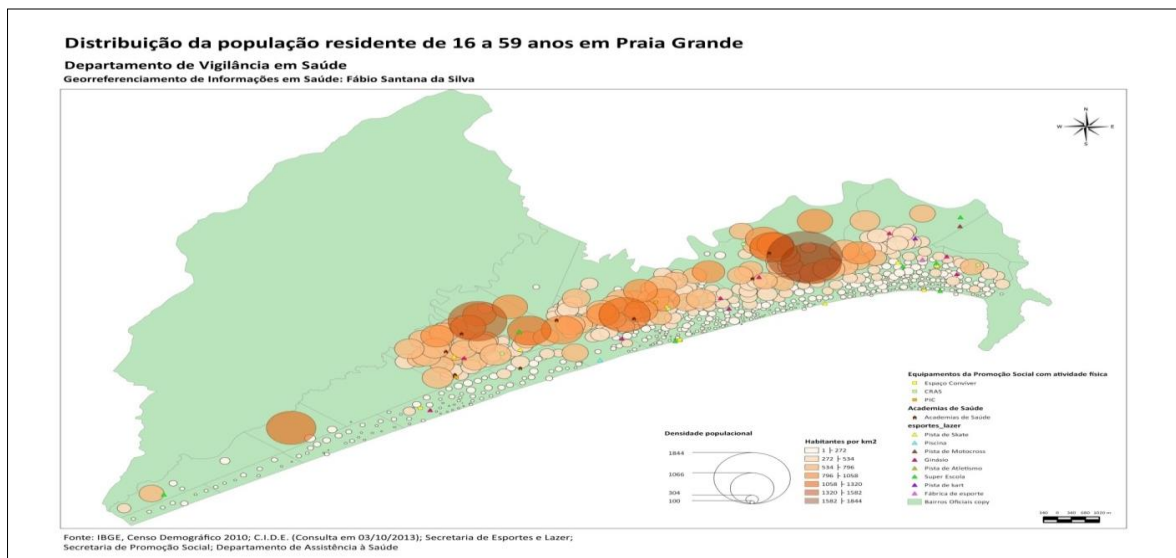 Distribuição da população residente de 16 a 59 anos em Praia Grande
Departamento de Vigilância em Saúde
Georreferenciamento de Informações em Saúde: Fábio Santana da Silva
N
W
E
S
Equipamentos da Promoção Social com atividade física
Espaço Conviver
CRAS
PIC
Academias de Saúde
Academias de Saúde
esportes_lazer
Pista de Skate
Piscina
Pista de Motocross
Ginásio
Pista de Atletismo
Super Escola
Pista de kart
Fábrica de esporte
Bairros Oficiais copy
Densidade populacional
1844
1066
304
100
Habitantes por km2
1 ├ 272
272 ├ 534
534 ├ 796
796 ├ 1058
1058 ├ 1320
1320 ├ 1582
1582 ├ 1844
Fonte: IBGE, Censo Demográfico 2010; C.I.D.E. (Consulta em 03/10/2013); Secretaria de Esportes e Lazer;
Secretaria de Promoção Social; Departamento de Assistência à Saúde